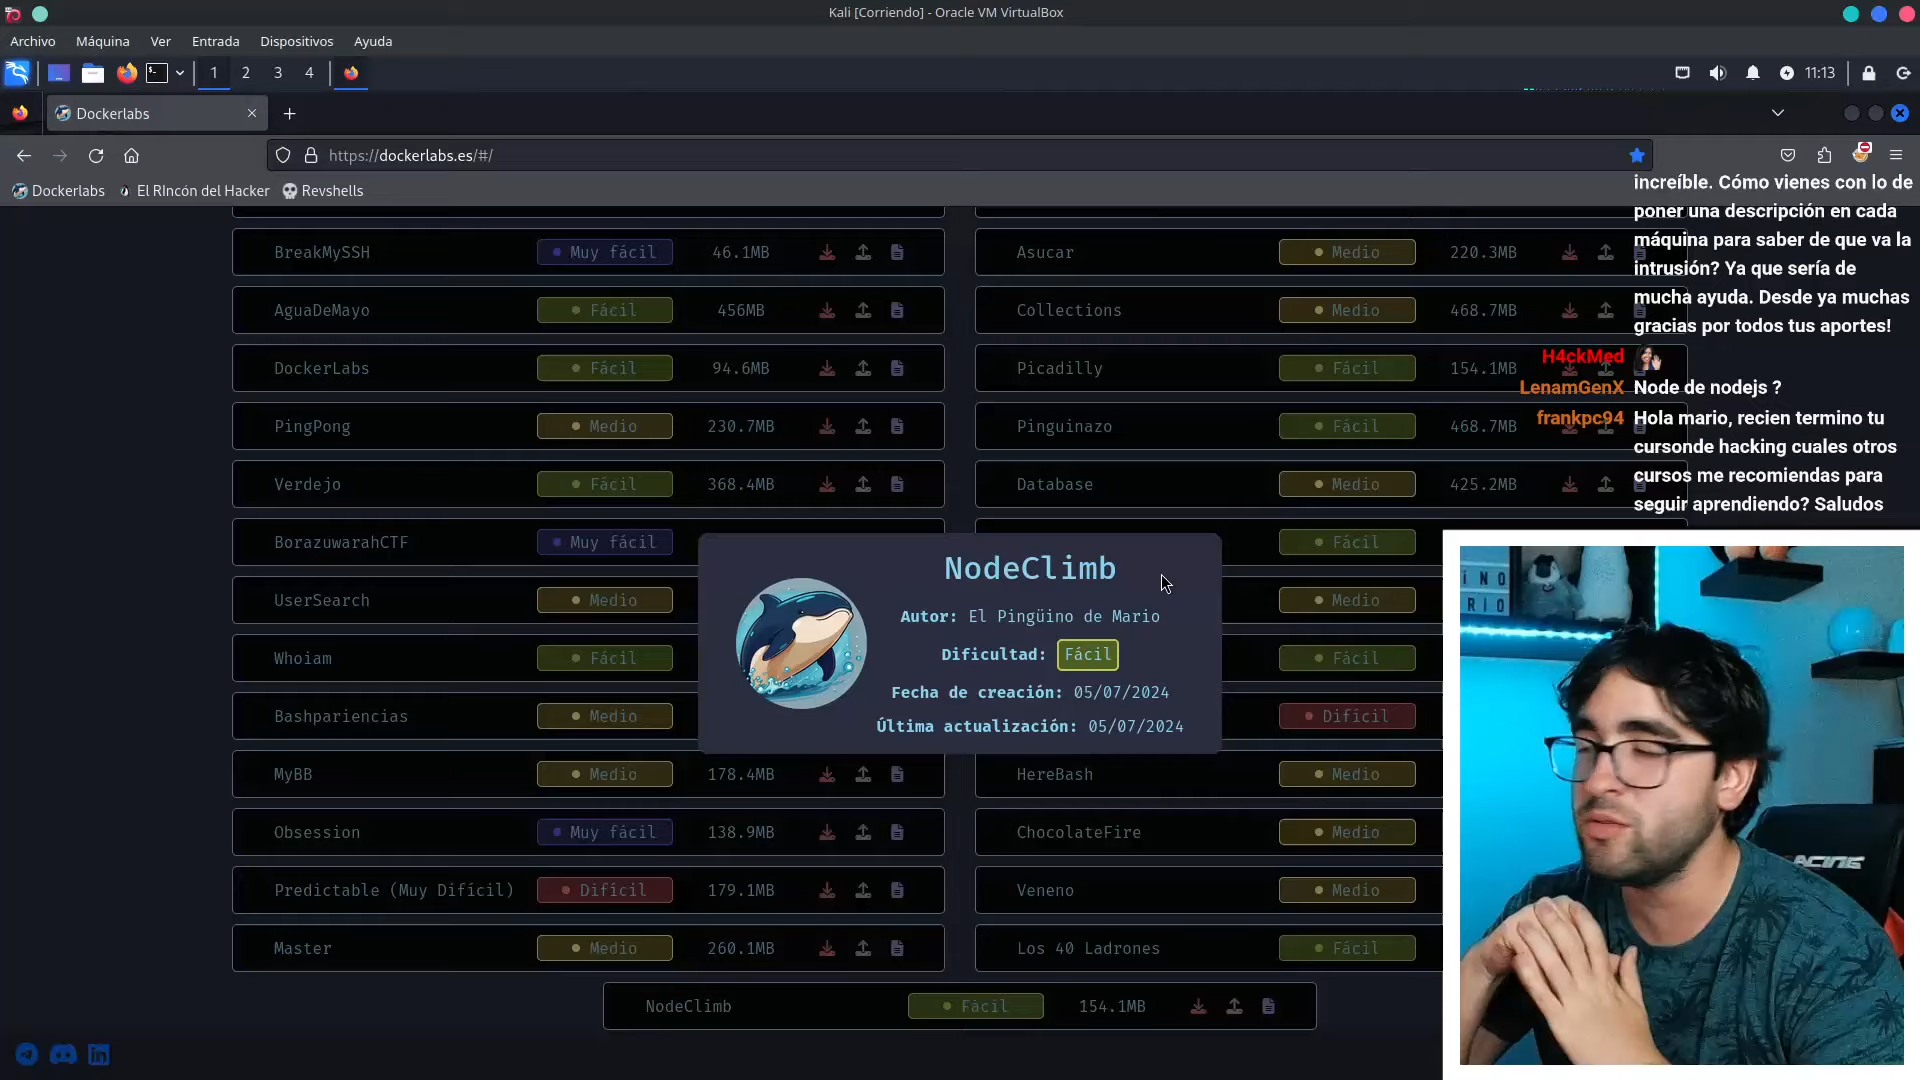 Kali [Corriendo] - Oracle VM VirtualBox
Archivo Máquina Ver Entrada Dispositivos Ayuda
1 2 3 4 11:13
Dockerlabs
https://dockerlabs.es/#/
Dockerlabs El RIncón del Hacker Revshells
increíble. Cómo vienes con lo de
poner una descripción en cada
máquina para saber de que va la
intrusión? Ya que sería de
mucha ayuda. Desde ya muchas
gracias por todos tus aportes!
H4ckMed
LenamGenX Node de nodejs ?
frankpc94 Hola mario, recien termino tu
cursonde hacking cuales otros
cursos me recomiendas para
seguir aprendiendo? Saludos
BreakMySSH Muy fácil 46.1MB
Asucar Medio 220.3MB
AguaDeMayo Fácil 456MB
Collections Medio 468.7MB
DockerLabs Fácil 94.6MB
Picadilly Fácil 154.1MB
PingPong Medio 230.7MB
Pinguinazo Fácil 468.7MB
Verdejo Fácil 368.4MB
Database Medio 425.2MB
BorazuwarahCTF Muy fácil
Fácil
UserSearch Medio
Medio
Whoiam Fácil
Fácil
Bashpariencias Medio
Difícil
MyBB Medio 178.4MB
HereBash Medio
Obsession Muy fácil 138.9MB
ChocolateFire Medio
Predictable (Muy Difícil) Difícil 179.1MB
Veneno Medio
Master Medio 260.1MB
Los 40 Ladrones Fácil
NodeClimb Fácil 154.1MB
NodeClimb
Autor: El Pingüino de Mario
Dificultad: Fácil
Fecha de creación: 05/07/2024
Última actualización: 05/07/2024